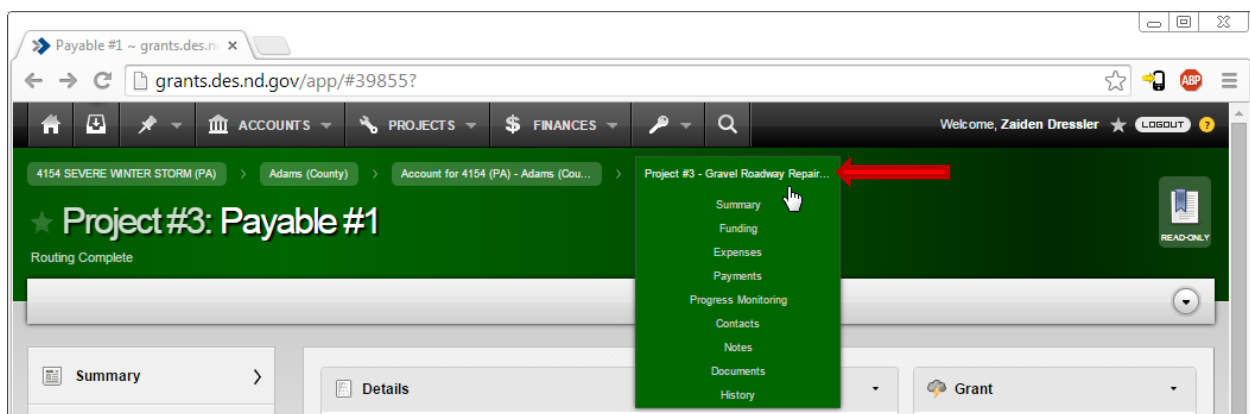 Payable #1 ~ grants.des.n
grants.des.nd.gov/app/#39855?
ABP
ACCOUNTS PROJECTS $ FINANCES Welcome, Zaiden Dressler LOGOUT ?
4154 SEVERE WINTER STORM (PA) > Adams (County) > Account for 4154 (PA) - Adams (Cou... > Project #3 - Gravel Roadway Repair...
Project #3: Payable #1
READ-ONLY
Routing Complete
Summary
Funding
Expenses
Payments
Progress Monitoring
Contacts
Notes
Documents
History
Summary
Details
Grant